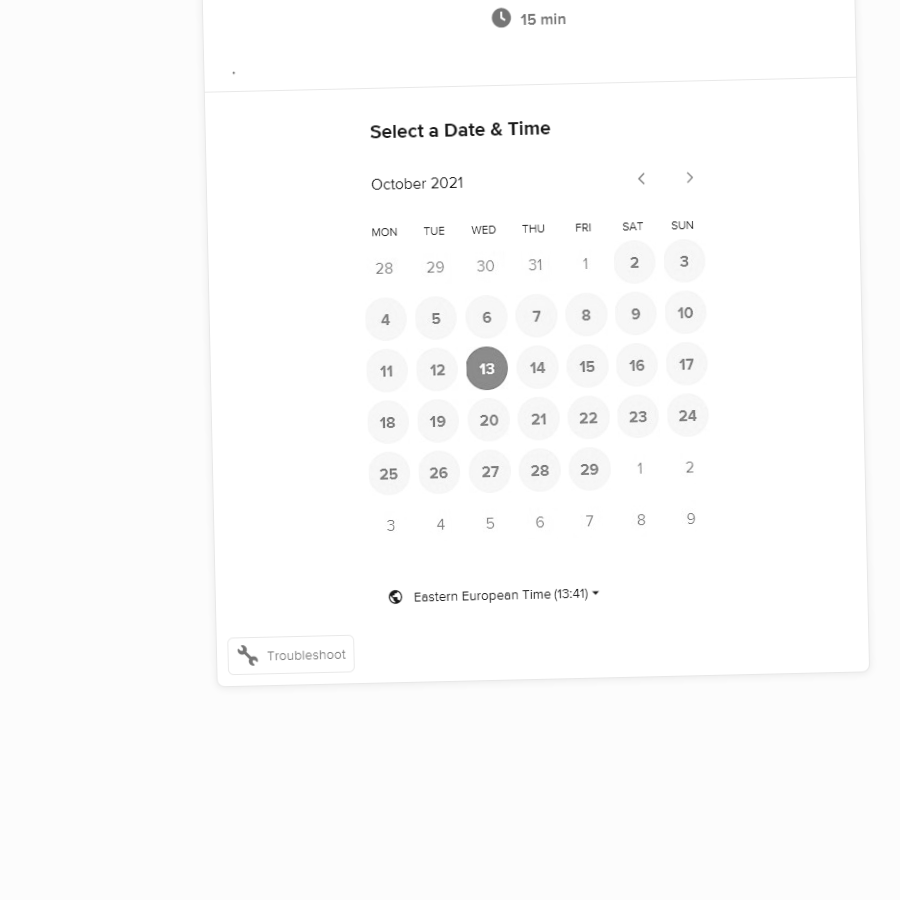 15 min
.
Select a Date & Time
October 2021
MON TUE WED THU FRI SAT SUN
28 29 30 31 1 2 3
4 5 6 7 8 9 10
11 12 13 14 15 16 17
18 19 20 21 22 23 24
25 26 27 28 29 1 2
3 4 5 6 7 8 9
Eastern European Time (13:41)
Troubleshoot